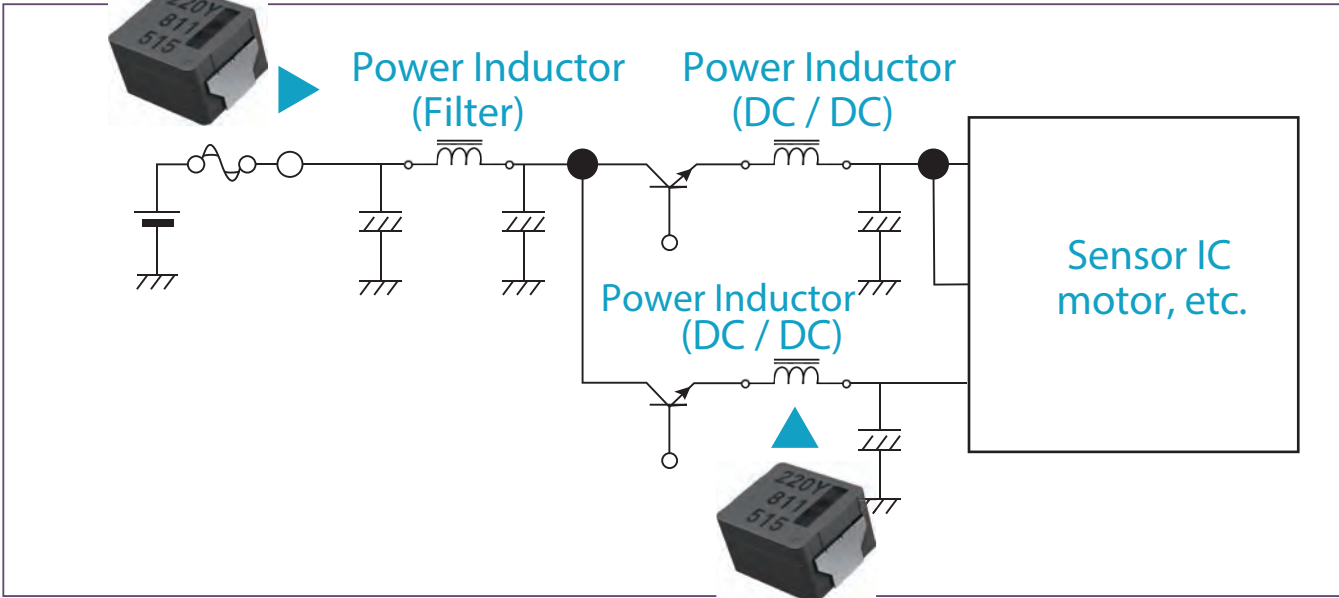 220Y
811
515
Power Inductor
(Filter)
Power Inductor
(DC / DC)
Sensor IC
motor, etc.
Power Inductor
(DC / DC)
220Y
811
515